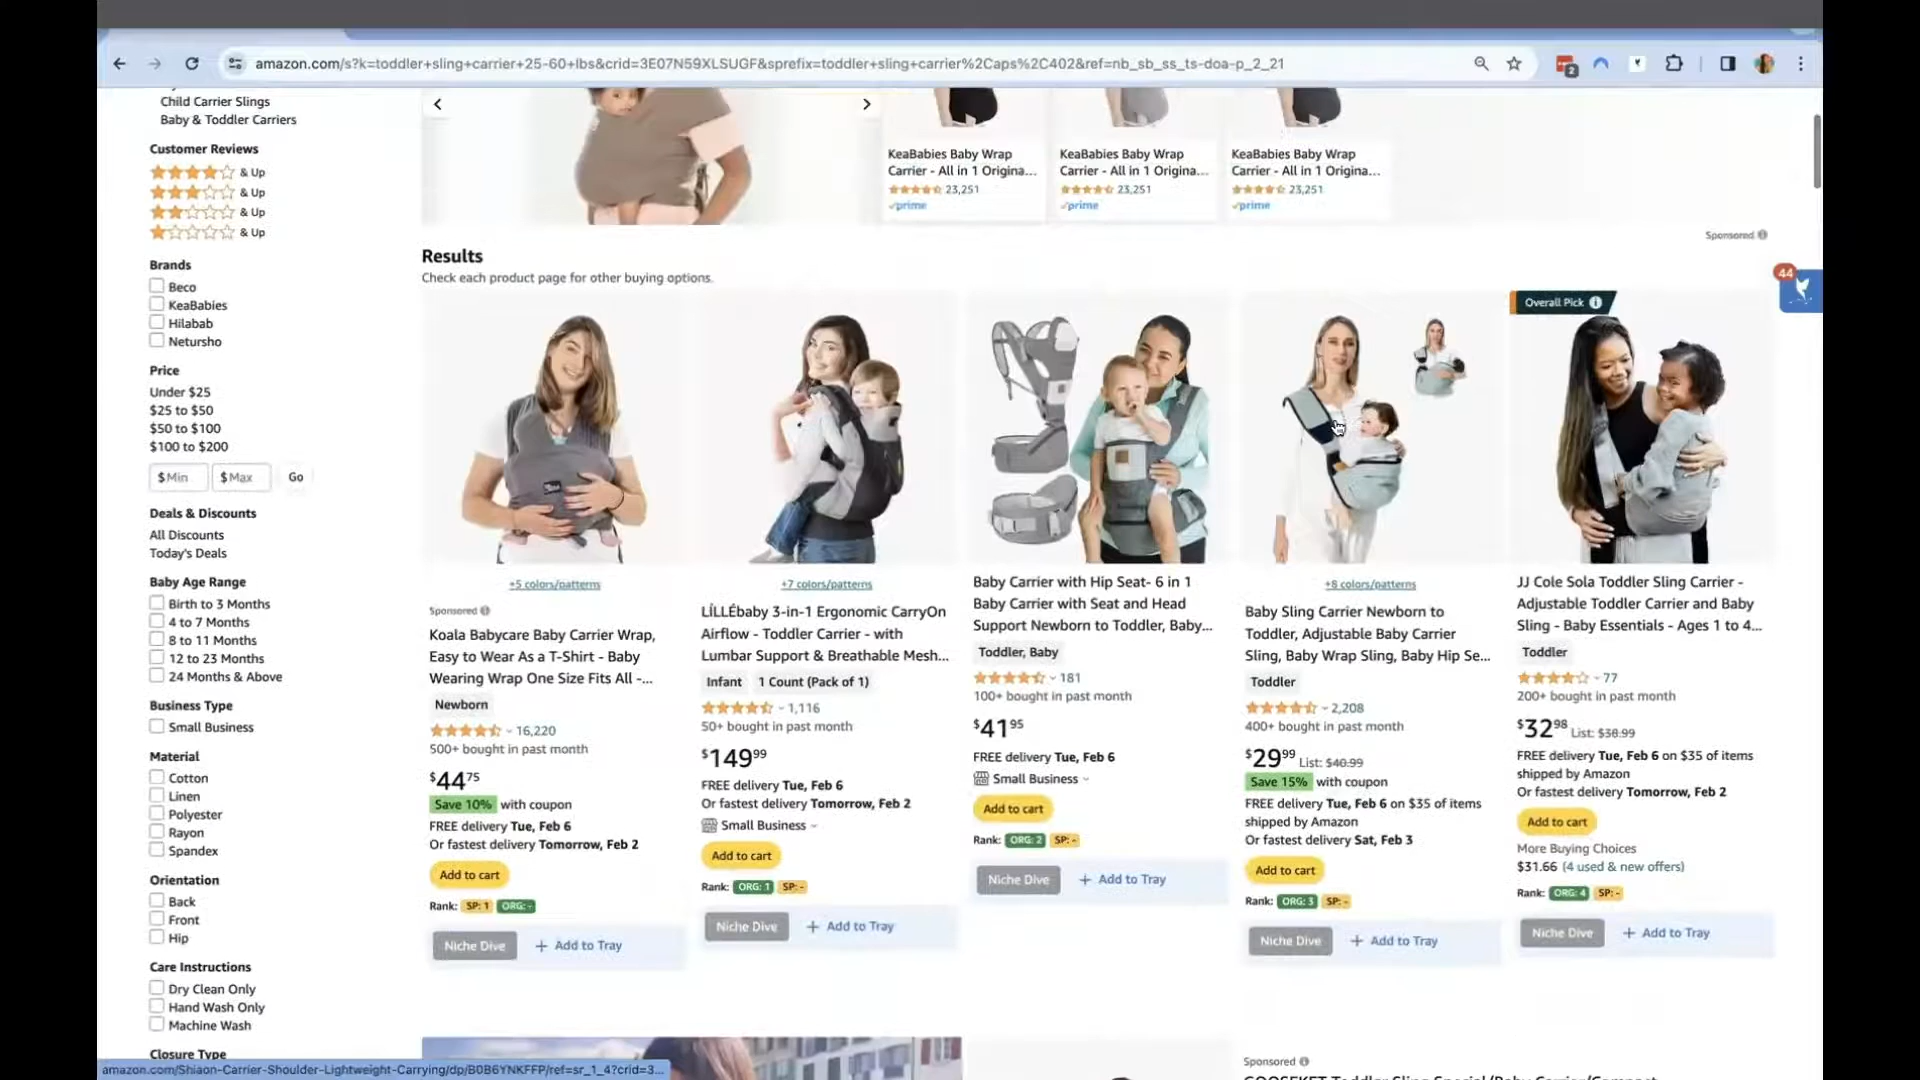 amazon.com/s?k=toddler+sling+carrier+25-60+lbs&crid=3E07N59XLSUGF&sprefix=toddler+sling+carrier%2Caps%2C402&ref=nb_sb_ss_ts-doa-p_2_21
2
Child Carrier Slings
Baby & Toddler Carriers
Customer Reviews
& Up
& Up
& Up
& Up
Brands
Beco
KeaBabies
Hilabab
Netursho
Price
Under $25
$25 to $50
$50 to $100
$100 to $200
$ Min
$ Max
Go
Deals & Discounts
All Discounts
Today's Deals
Baby Age Range
Birth to 3 Months
4 to 7 Months
8 to 11 Months
12 to 23 Months
24 Months & Above
Business Type
Small Business
Material
Cotton
Linen
Polyester
Rayon
Spandex
Orientation
Back
Front
Hip
Care Instructions
Dry Clean Only
Hand Wash Only
Machine Wash
Closure Type
KeaBabies Baby Wrap
Carrier - All in 1 Origina...
23,251
prime
KeaBabies Baby Wrap
Carrier - All in 1 Origina...
23,251
prime
KeaBabies Baby Wrap
Carrier - All in 1 Origina...
23,251
prime
Sponsored
44
Results
Check each product page for other buying options.
+5 colors/patterns
Sponsored
Koala Babycare Baby Carrier Wrap,
Easy to Wear As a T-Shirt - Baby
Wearing Wrap One Size Fits All -...
Newborn
16,220
500+ bought in past month
$44.75
Save 10% with coupon
FREE delivery Tue, Feb 6
Or fastest delivery Tomorrow, Feb 2
Add to cart
Rank: SP: 1 ORG: -
Niche Dive
+ Add to Tray
+7 colors/patterns
LÍLLÉbaby 3-in-1 Ergonomic CarryOn
Airflow - Toddler Carrier - with
Lumbar Support & Breathable Mesh...
Infant 1 Count (Pack of 1)
1,116
50+ bought in past month
$149.99
FREE delivery Tue, Feb 6
Or fastest delivery Tomorrow, Feb 2
Small Business
Add to cart
Rank: ORG: 1 SP: -
Niche Dive
+ Add to Tray
Baby Carrier with Hip Seat- 6 in 1
Baby Carrier with Seat and Head
Support Newborn to Toddler, Baby...
Toddler, Baby
181
100+ bought in past month
$41.95
FREE delivery Tue, Feb 6
Small Business
Add to cart
Rank: ORG: 2 SP: -
Niche Dive
+ Add to Tray
+8 colors/patterns
Baby Sling Carrier Newborn to
Toddler, Adjustable Baby Carrier
Sling, Baby Wrap Sling, Baby Hip Se...
Toddler
2,208
400+ bought in past month
$29.99 List: $40.99
Save 15% with coupon
FREE delivery Tue, Feb 6 on $35 of items
shipped by Amazon
Or fastest delivery Sat, Feb 3
Add to cart
Rank: ORG: 3 SP: -
Niche Dive
+ Add to Tray
Overall Pick
JJ Cole Sola Toddler Sling Carrier -
Adjustable Toddler Carrier and Baby
Sling - Baby Essentials - Ages 1 to 4...
Toddler
77
200+ bought in past month
$32.98 List: $38.99
FREE delivery Tue, Feb 6 on $35 of items
shipped by Amazon
Or fastest delivery Tomorrow, Feb 2
Add to cart
More Buying Choices
$31.66 (4 used & new offers)
Rank: ORG: 4 SP: -
Niche Dive
+ Add to Tray
Sponsored
GOOSEKET Toddler Sling Special/Baby Carrier/Compact
amazon.com/Shiaon-Carrier-Shoulder-Lightweight-Carrying/dp/B0B6YNKFFP/ref=sr_1_4?crid=3...